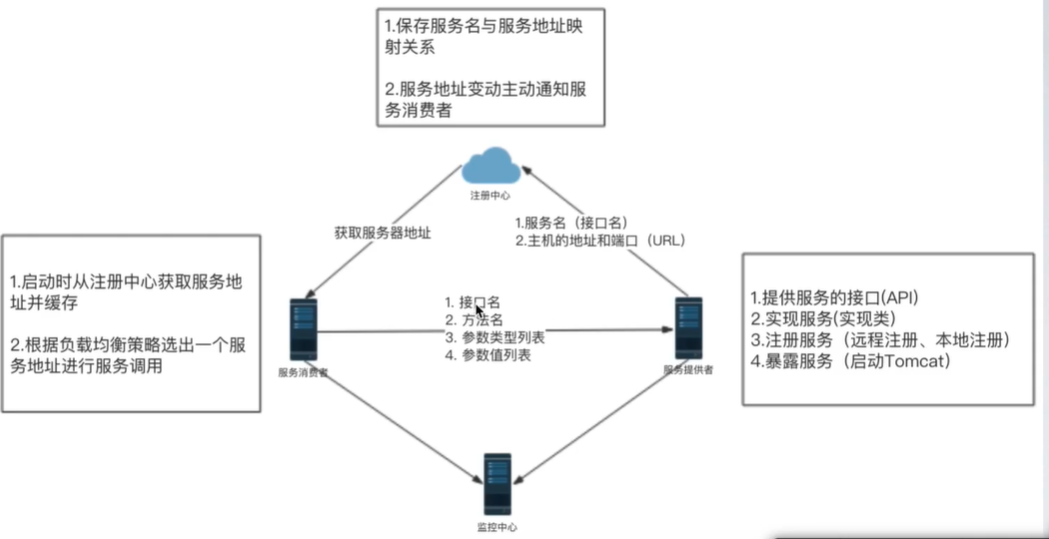 1.保存服务名与服务地址映
射关系
2.服务地址变动主动通知服
务消费者
注册中心
获取服务器地址
1.服务名（接口名）
2.主机的地址和端口（URL）
1.启动时从注册中心获取服务地
址并缓存
2.根据负载均衡策略选出一个服
务地址进行服务调用
1. 接口名
2. 方法名
3. 参数类型列表
4. 参数值列表
1.提供服务的接口(API)
2.实现服务(实现类)
3.注册服务（远程注册、本地注册）
4.暴露服务（启动Tomcat）
服务消费者
服务提供者
监控中心